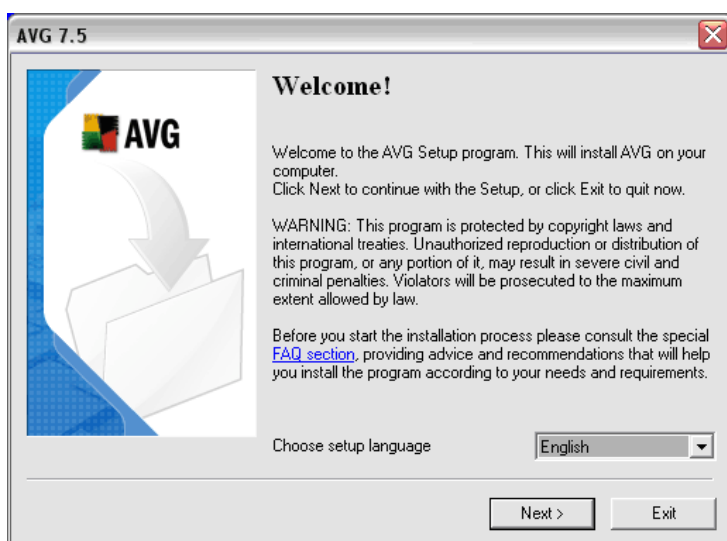 AVG 7.5
AVG
Welcome!
Welcome to the AVG Setup program. This will install AVG on your
computer.
Click Next to continue with the Setup, or click Exit to quit now.
WARNING: This program is protected by copyright laws and
international treaties. Unauthorized reproduction or distribution of
this program, or any portion of it, may result in severe civil and
criminal penalties. Violators will be prosecuted to the maximum
extent allowed by law.
Before you start the installation process please consult the special
FAQ section, providing advice and recommendations that will help
you install the program according to your needs and requirements.
Choose setup language
English
Next >
Exit